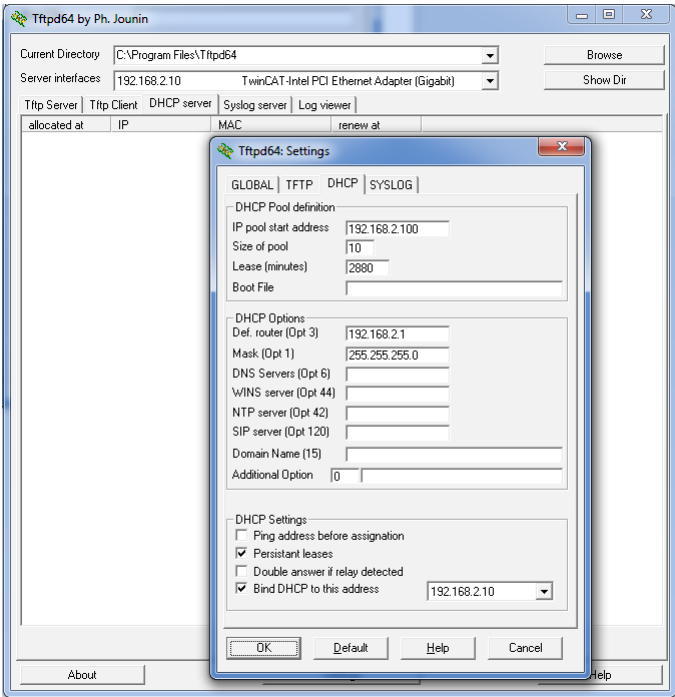 Tftpd64 by Ph. Jounin
Current Directory C:\Program Files\Tftpd64 Browse
Server interfaces 192.168.2.10 TwinCAT-Intel PCI Ethernet Adapter (Gigabit) Show Dir
Tftp Server Tftp Client DHCP server Syslog server Log viewer
allocated at IP MAC renew at
Tftpd64: Settings
GLOBAL TFTP DHCP SYSLOG
DHCP Pool definition
IP pool start address 192.168.2.100
Size of pool 10
Lease (minutes) 2880
Boot File
DHCP Options
Def. router (Opt 3) 192.168.2.1
Mask (Opt 1) 255.255.255.0
DNS Servers (Opt 6)
WINS server (Opt 44)
NTP server (Opt 42)
SIP server (Opt 120)
Domain Name (15)
Additional Option 0
DHCP Settings
Ping address before assignation
Persistant leases
Double answer if relay detected
Bind DHCP to this address 192.168.2.10
OK Default Help Cancel
About Help